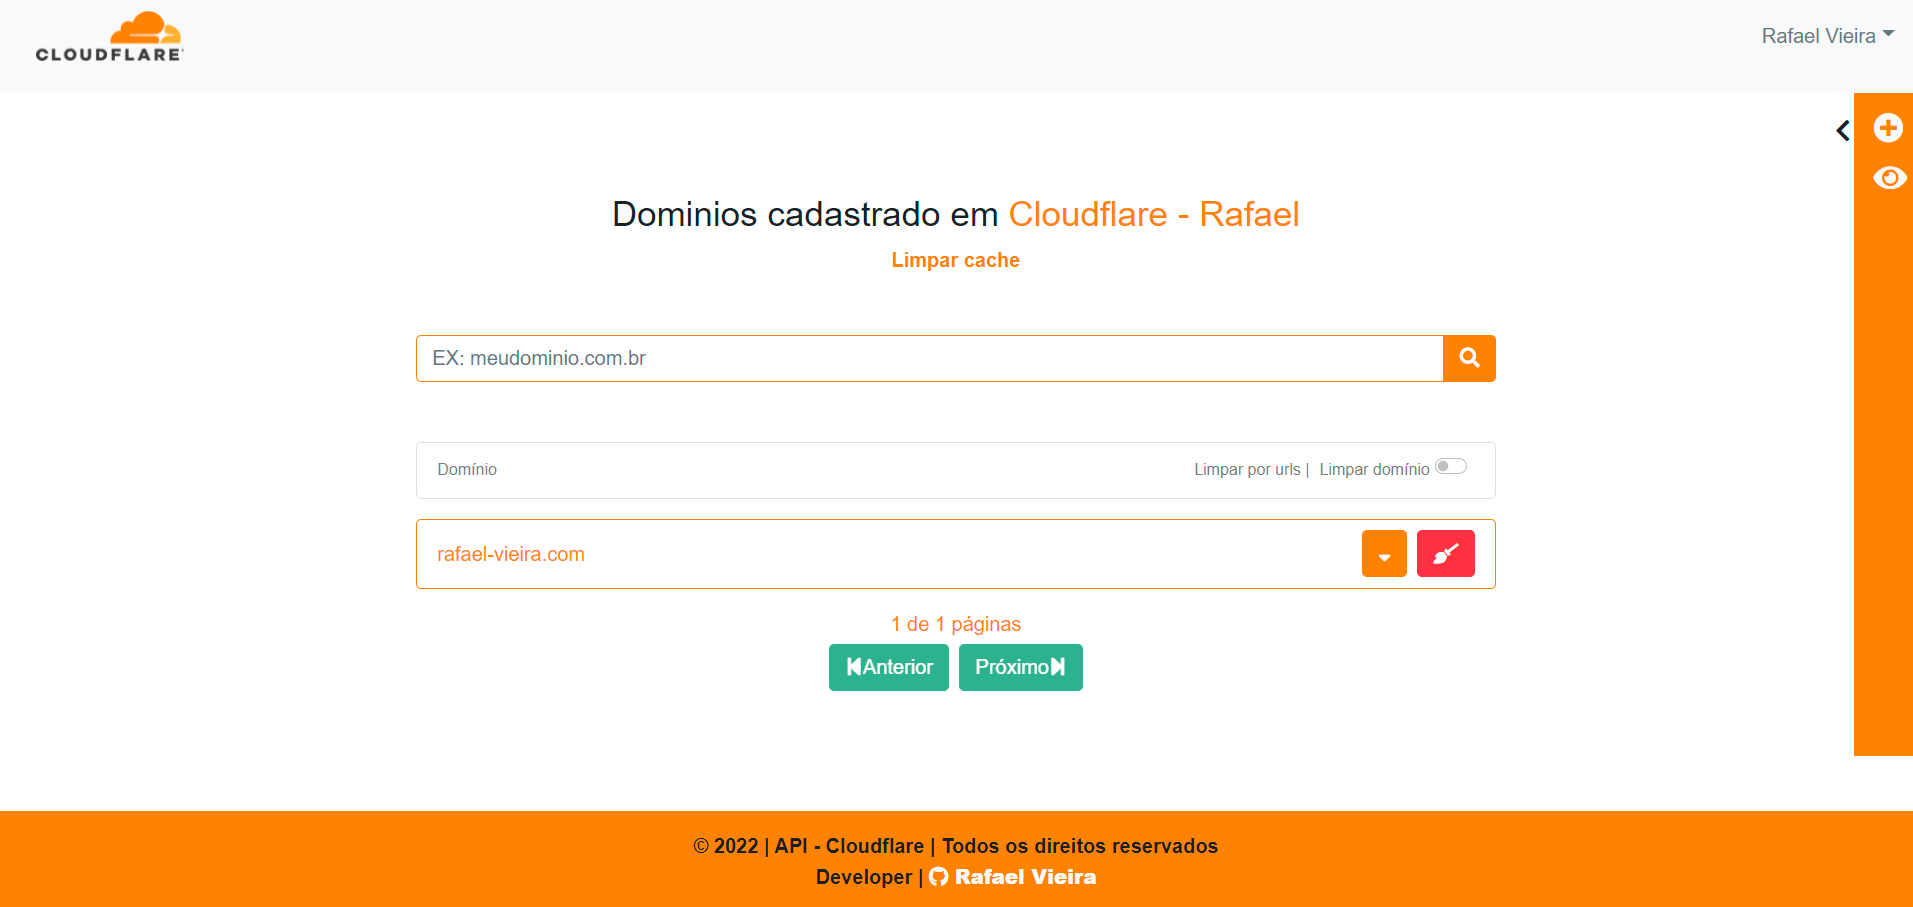 CLOUDFLARE
Rafael Vieira
Dominios cadastrado em Cloudflare - Rafael
Limpar cache
EX: meudominio.com.br
Domínio
Limpar por urls | Limpar domínio
rafael-vieira.com
1 de 1 páginas
Anterior Próximo
© 2022 | API - Cloudflare | Todos os direitos reservados
Developer | Rafael Vieira